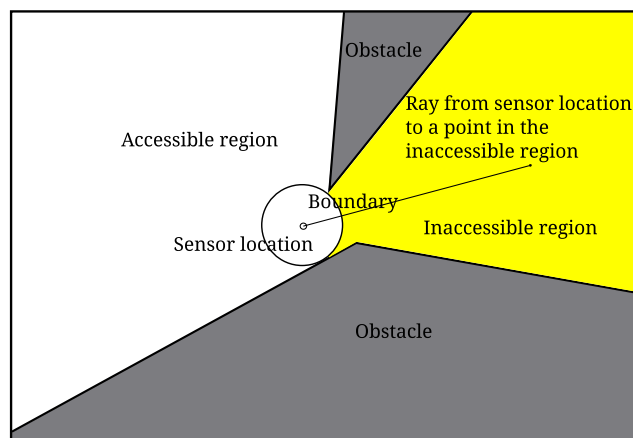 Obstacle
Ray from sensor location
to a point in the
inaccessible region
Accessible region
Boundary
Inaccessible region
Sensor location
Obstacle